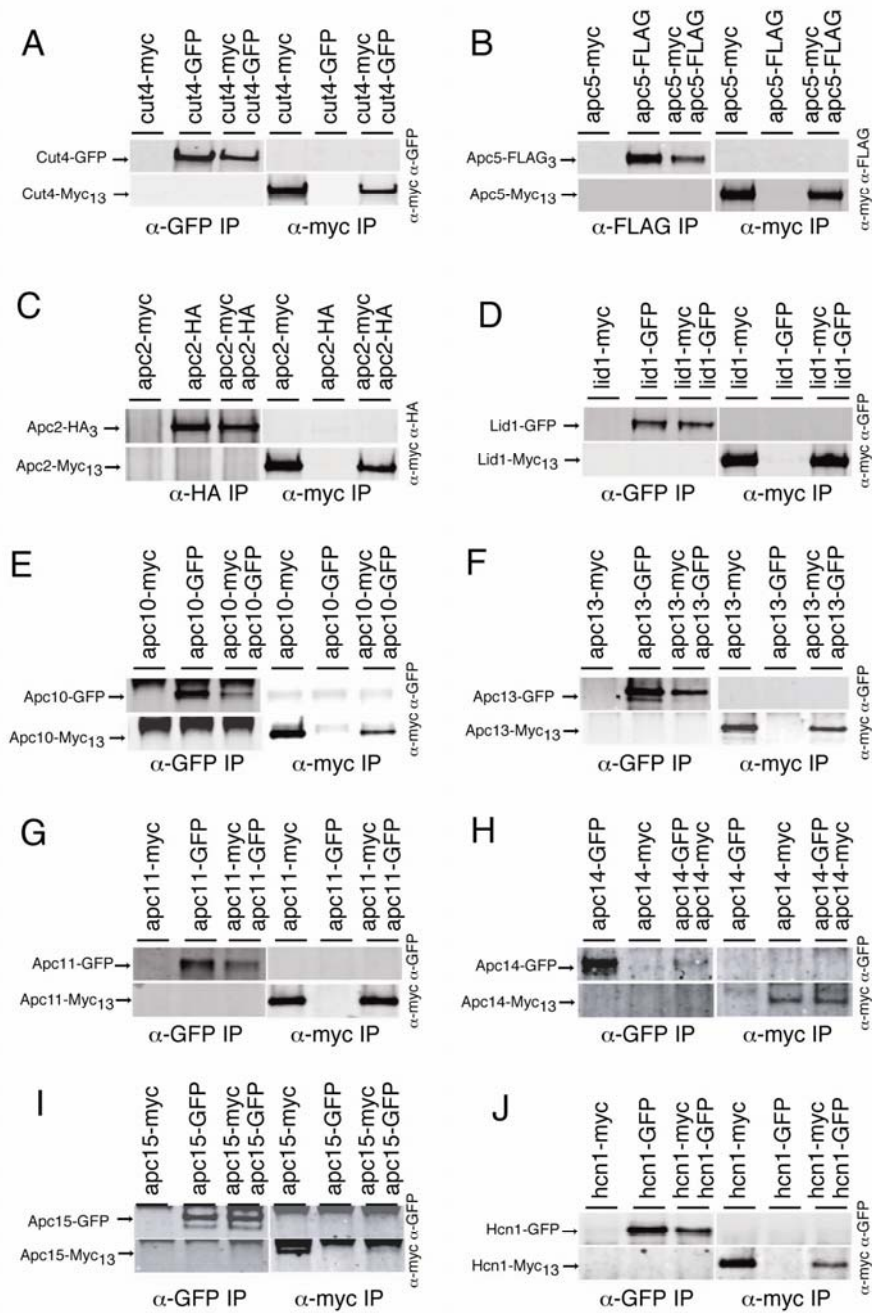 A
cut4-myc
cut4-GFP
cut4-myc
cut4-GFP
cut4-myc
cut4-GFP
cut4-myc
cut4-GFP
Cut4-GFP
Cut4-Myc13
α-myc α-GFP
α-GFP IP
α-myc IP
B
apc5-myc
apc5-FLAG
apc5-myc
apc5-FLAG
apc5-myc
apc5-FLAG
apc5-myc
apc5-FLAG
Apc5-FLAG3
Apc5-Myc13
α-myc α-FLAG
α-FLAG IP
α-myc IP
C
apc2-myc
apc2-HA
apc2-myc
apc2-HA
apc2-myc
apc2-HA
apc2-myc
apc2-HA
Apc2-HA3
Apc2-Myc13
α-myc α-HA
α-HA IP
α-myc IP
D
lid1-myc
lid1-GFP
lid1-myc
lid1-GFP
lid1-myc
lid1-GFP
lid1-myc
lid1-GFP
Lid1-GFP
Lid1-Myc13
α-myc α-GFP
α-GFP IP
α-myc IP
E
apc10-myc
apc10-GFP
apc10-myc
apc10-GFP
apc10-myc
apc10-GFP
apc10-myc
apc10-GFP
Apc10-GFP
Apc10-Myc13
α-myc α-GFP
α-GFP IP
α-myc IP
F
apc13-myc
apc13-GFP
apc13-myc
apc13-GFP
apc13-myc
apc13-GFP
apc13-myc
apc13-GFP
Apc13-GFP
Apc13-Myc13
α-myc α-GFP
α-GFP IP
α-myc IP
G
apc11-myc
apc11-GFP
apc11-myc
apc11-GFP
apc11-myc
apc11-GFP
apc11-myc
apc11-GFP
Apc11-GFP
Apc11-Myc13
α-myc α-GFP
α-GFP IP
α-myc IP
H
apc14-GFP
apc14-myc
apc14-GFP
apc14-myc
apc14-GFP
apc14-myc
apc14-GFP
apc14-myc
Apc14-GFP
Apc14-Myc13
α-myc α-GFP
α-GFP IP
α-myc IP
I
apc15-myc
apc15-GFP
apc15-myc
apc15-GFP
apc15-myc
apc15-GFP
apc15-myc
apc15-GFP
Apc15-GFP
Apc15-Myc13
α-myc α-GFP
α-GFP IP
α-myc IP
J
hcn1-myc
hcn1-GFP
hcn1-myc
hcn1-GFP
hcn1-myc
hcn1-GFP
hcn1-myc
hcn1-GFP
Hcn1-GFP
Hcn1-Myc13
α-myc α-GFP
α-GFP IP
α-myc IP